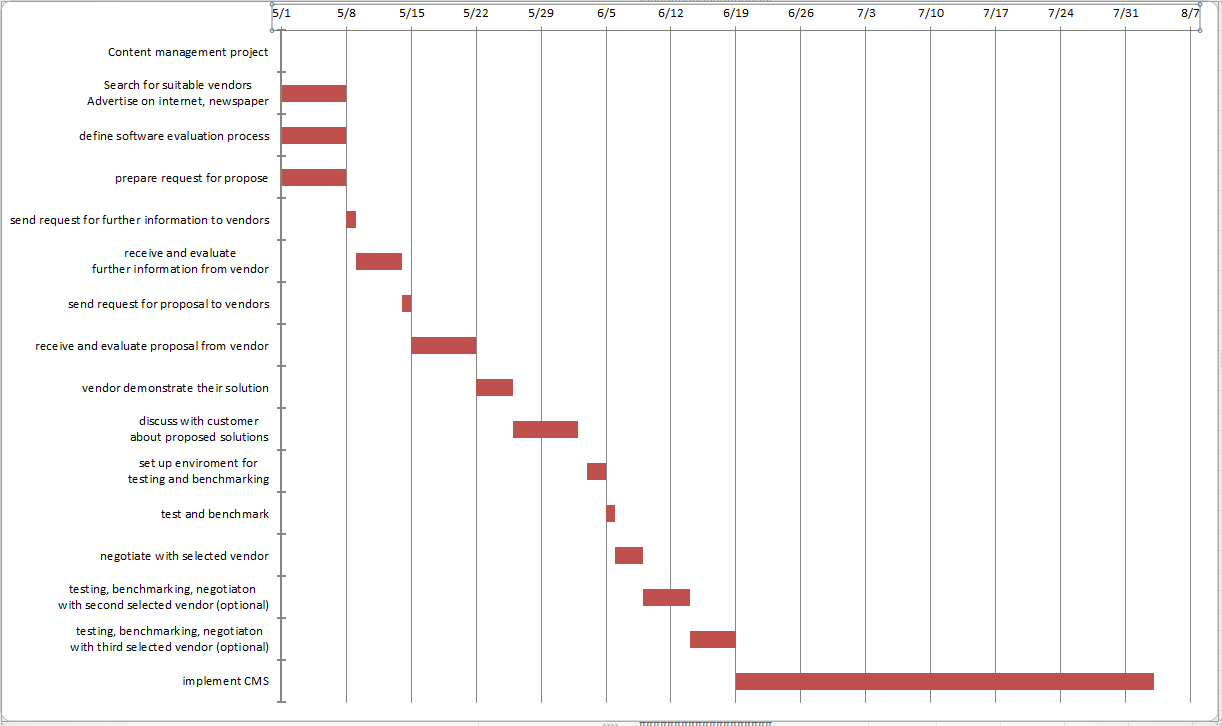 5/1 5/8 5/15 5/22 5/29 6/5 6/12 6/19 6/26 7/3 7/10 7/17 7/24 7/31 8/7
Content management project
Search for suitable vendors
Advertise on internet, newspaper
define software evaluation process
prepare request for propose
send request for further information to vendors
receive and evaluate
further information from vendor
send request for proposal to vendors
receive and evaluate proposal from vendor
vendor demonstrate their solution
discuss with customer
about proposed solutions
set up enviroment for
testing and benchmarking
test and benchmark
negotiate with selected vendor
testing, benchmarking, negotiaton
with second selected vendor (optional)
testing, benchmarking, negotiaton
with third selected vendor (optional)
implement CMS